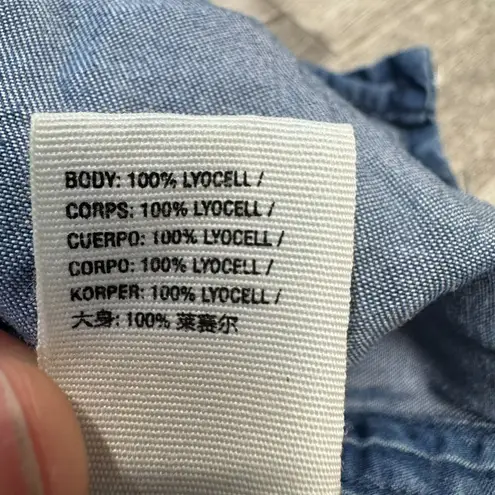 BODY: 100% LYOCELL /
CORPS: 100% LYOCELL /
CUERPO: 100% LYOCELL /
CORPO: 100% LYOCELL /
KORPER: 100% LYOCELL /
大身: 100% 莱赛尔